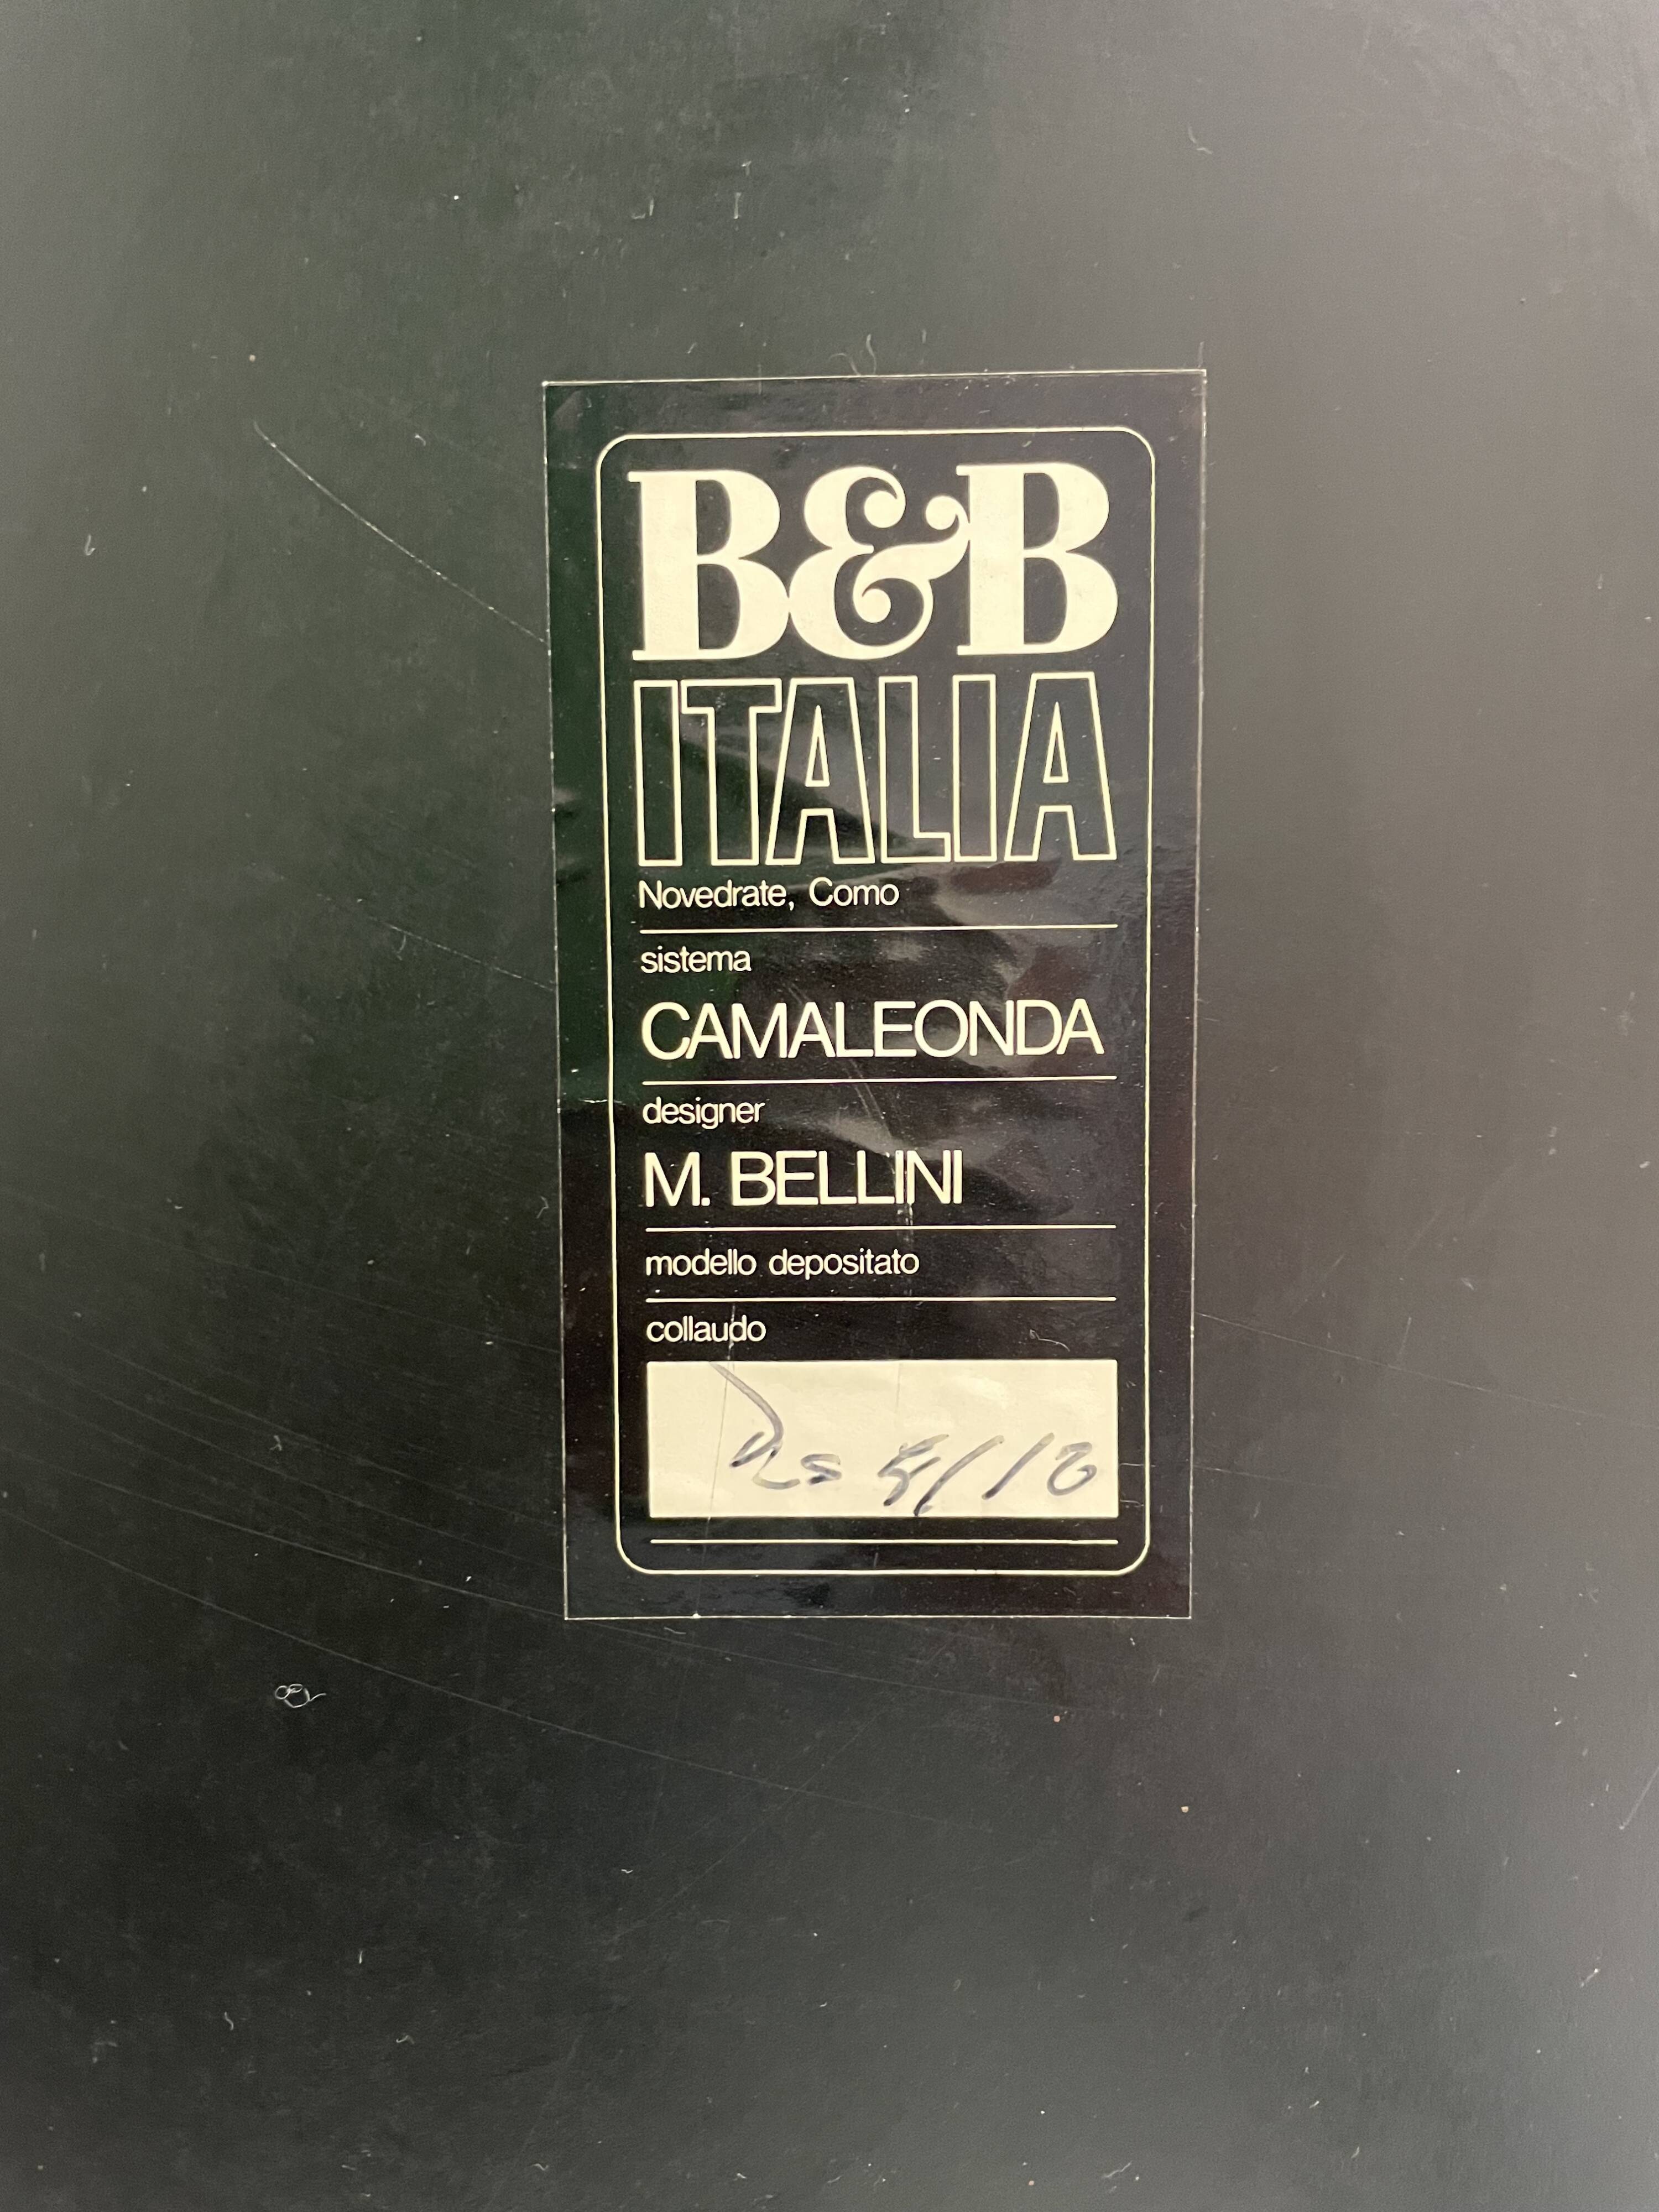 B&B
ITALIA
Novedrate, Como
sistema
CAMALEONDA
designer
M. BELLINI
modello depositato
collaudo